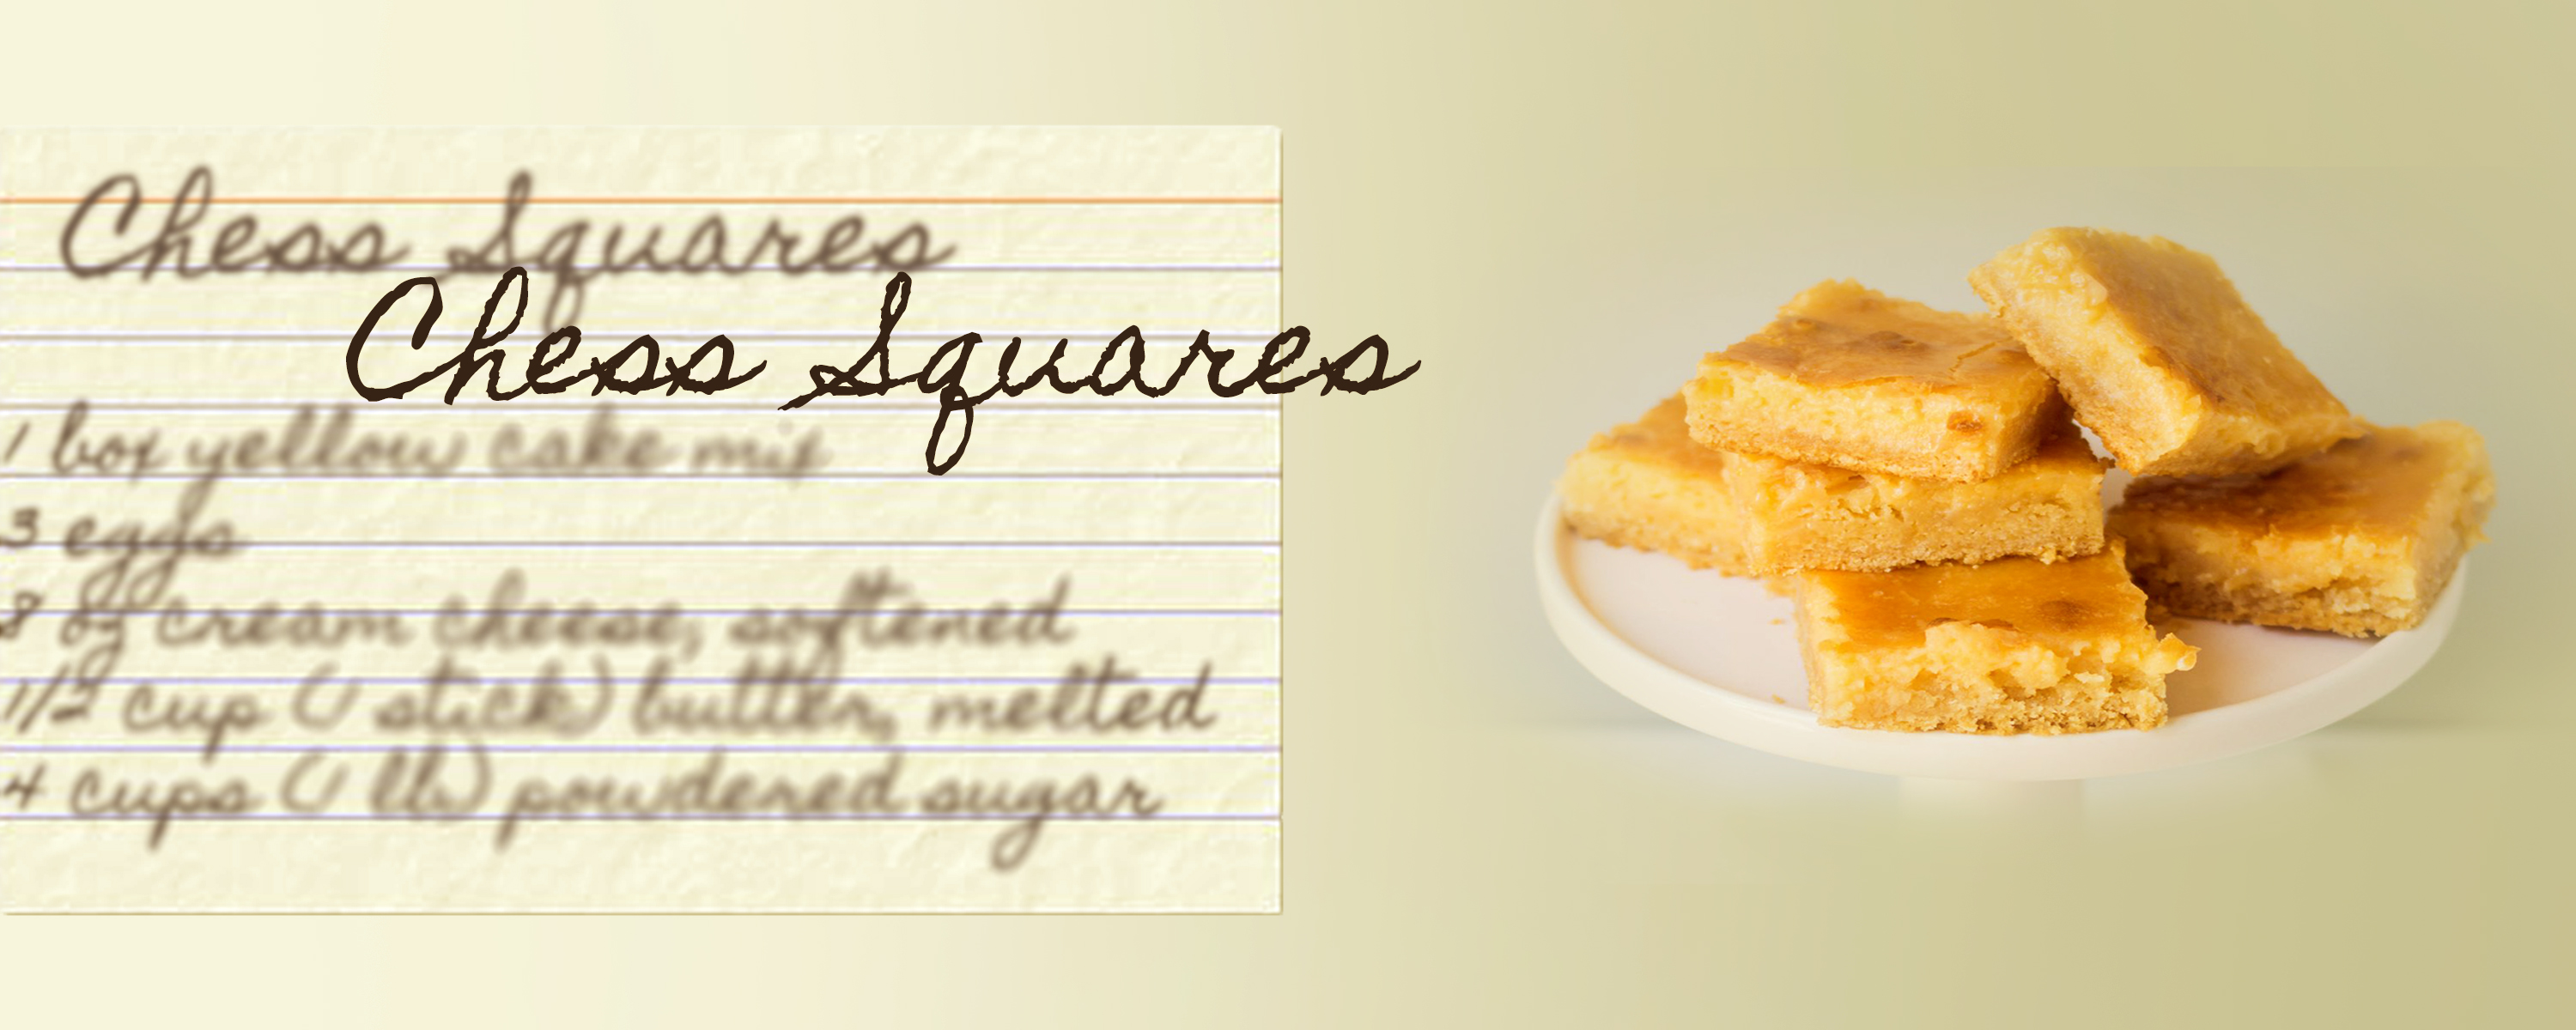 Chess Squares
Chess Squares
1 box yellow cake mix
3 eggs
8 oz cream cheese, softened
1/2 cup (1 stick) butter, melted
4 cups (1 lb) powdered sugar